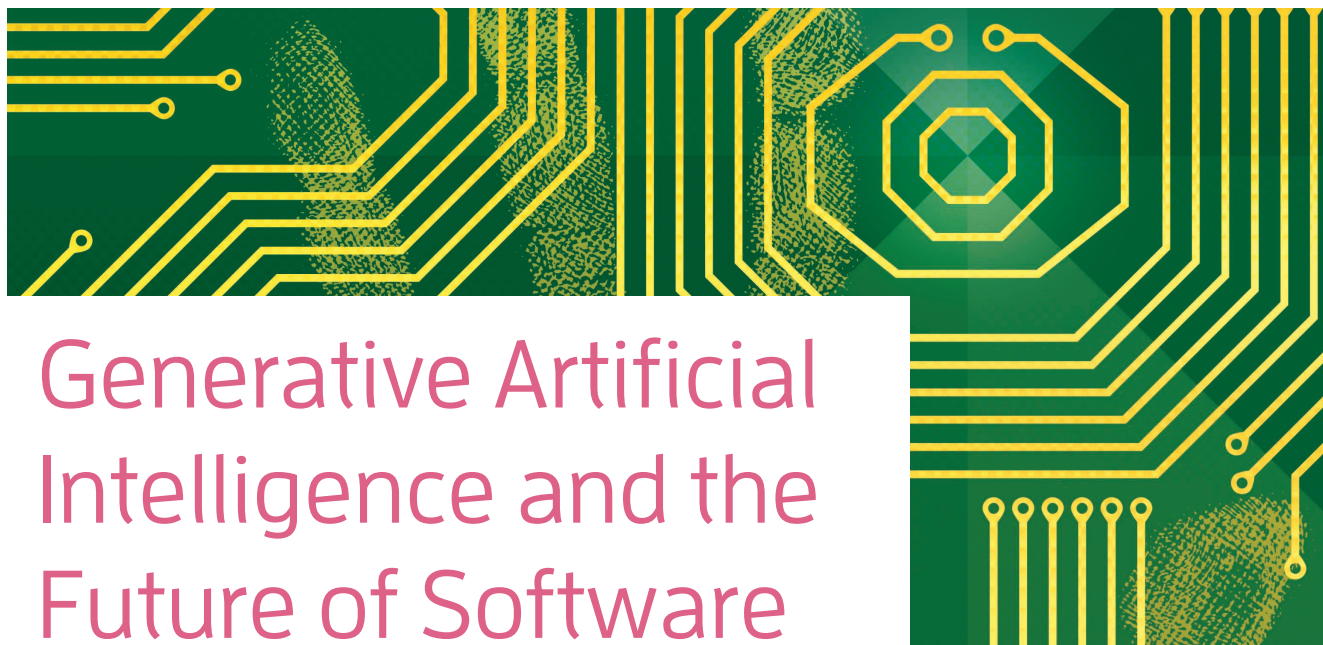 Generative Artificial
Intelligence and the
Future of Software